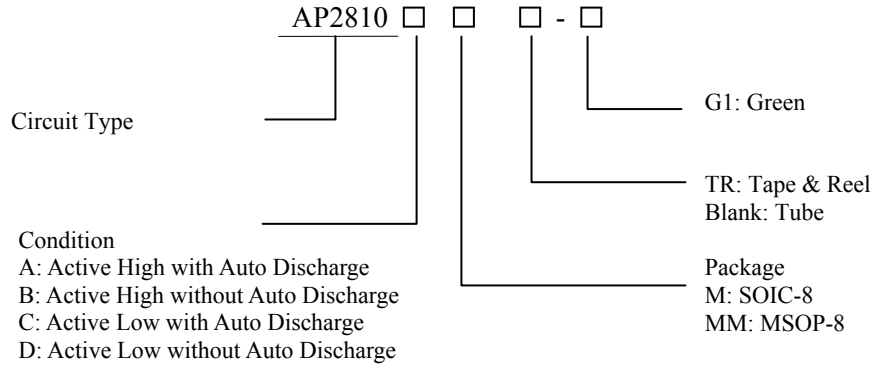 AP2810 □ □ □ - □
Circuit Type
Condition
A: Active High with Auto Discharge
B: Active High without Auto Discharge
C: Active Low with Auto Discharge
D: Active Low without Auto Discharge
G1: Green
TR: Tape & Reel
Blank: Tube
Package
M: SOIC-8
MM: MSOP-8